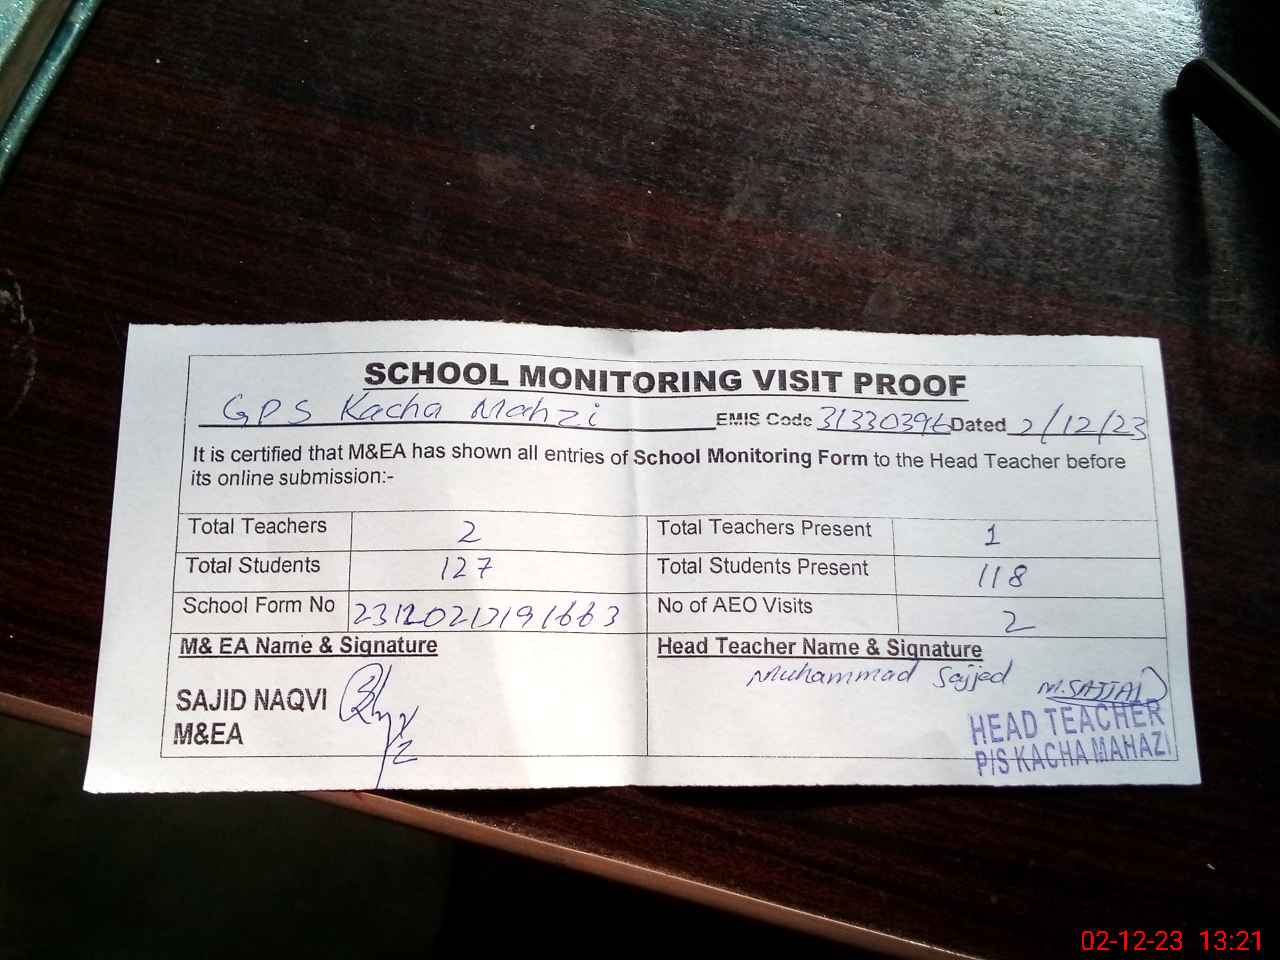 SCHOOL MONITORING VISIT PROOF
GPS Kacha Mahzi EMIS Code 31330396 Dated 2/12/23
It is certified that M&EA has shown all entries of School Monitoring Form to the Head Teacher before
its online submission:-
Total Teachers 2 Total Teachers Present 1
Total Students 127 Total Students Present 118
School Form No No of AEO Visits 2
M& EA Name & Signature Head Teacher Name & Signature
Muhammad Sajjad M.SAJJAD
SAJID NAQVI
M&EA
HEAD TEACHER
P/S KACHA MAHAZI
02-12-23 13:21